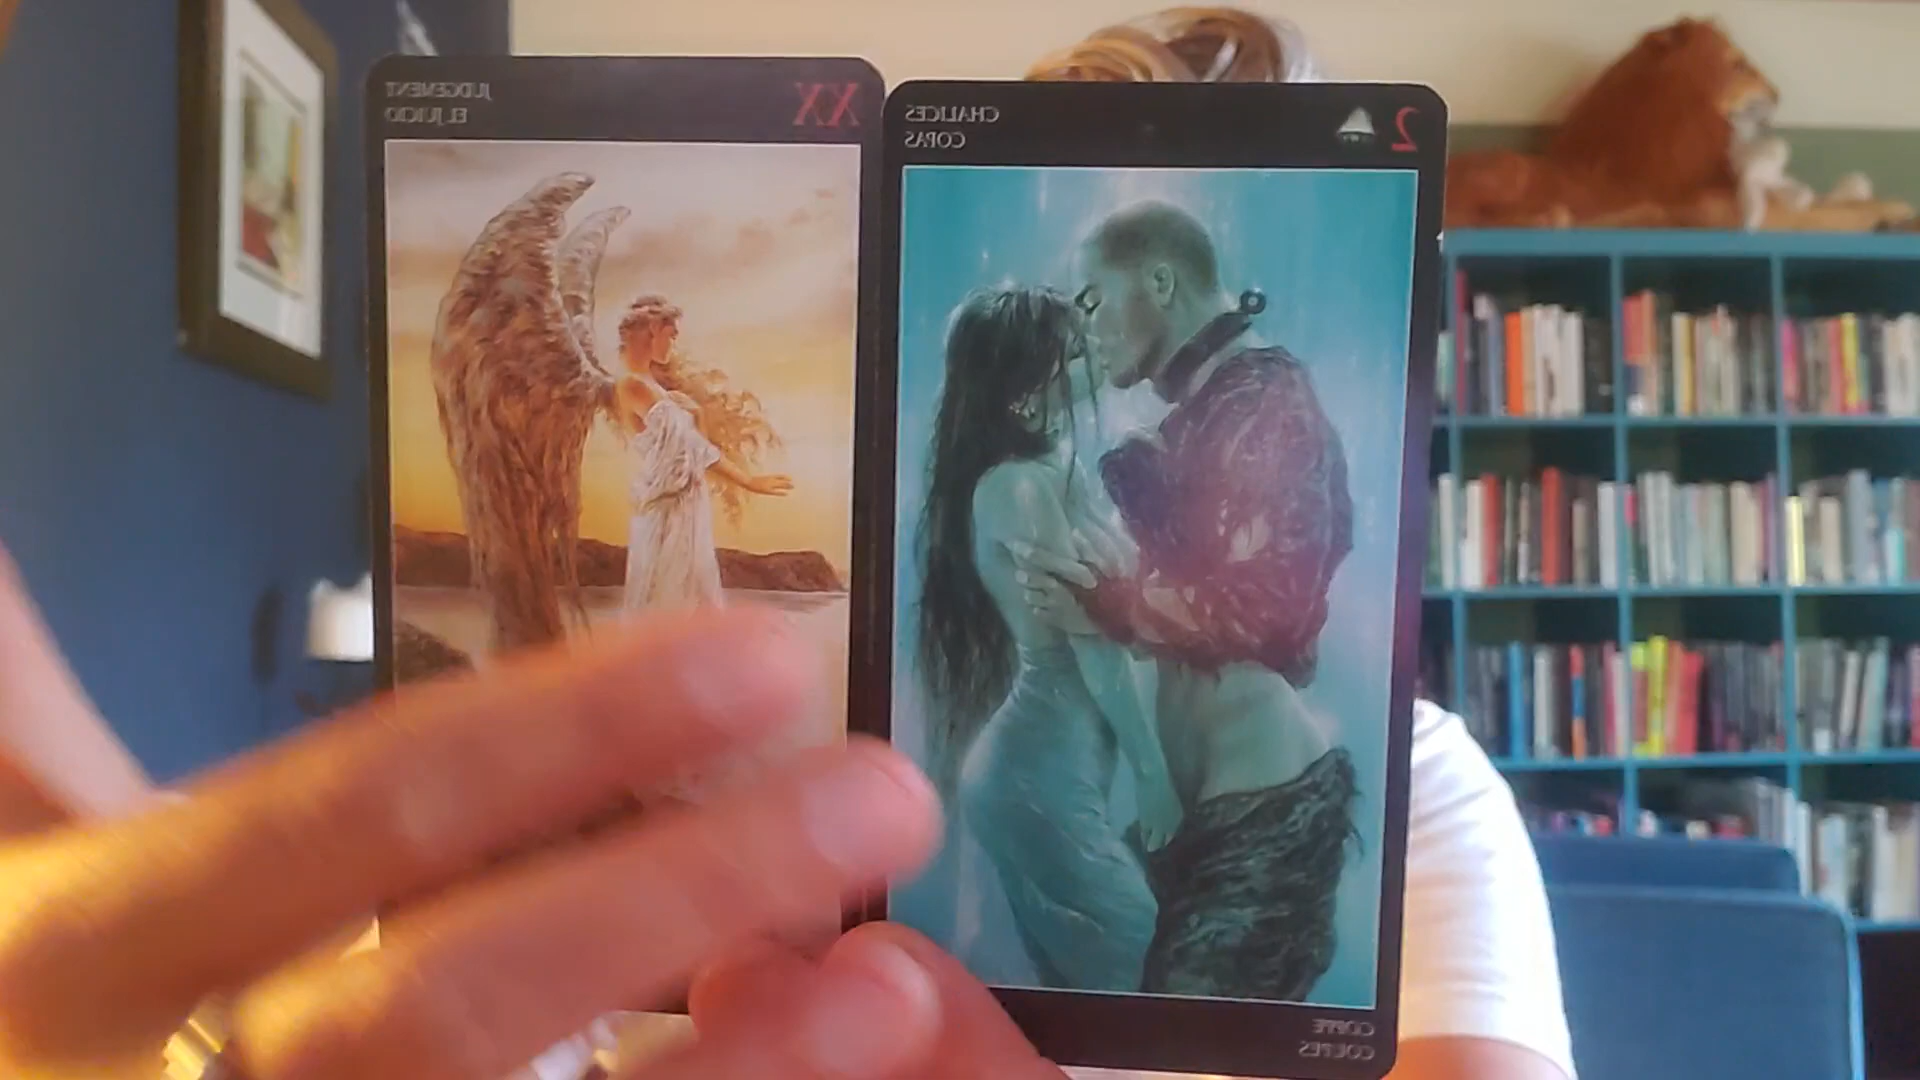 JUDGEMENT
EL JUICIO
XX
CHALICES
COPAS
2
COPPE
COUPES